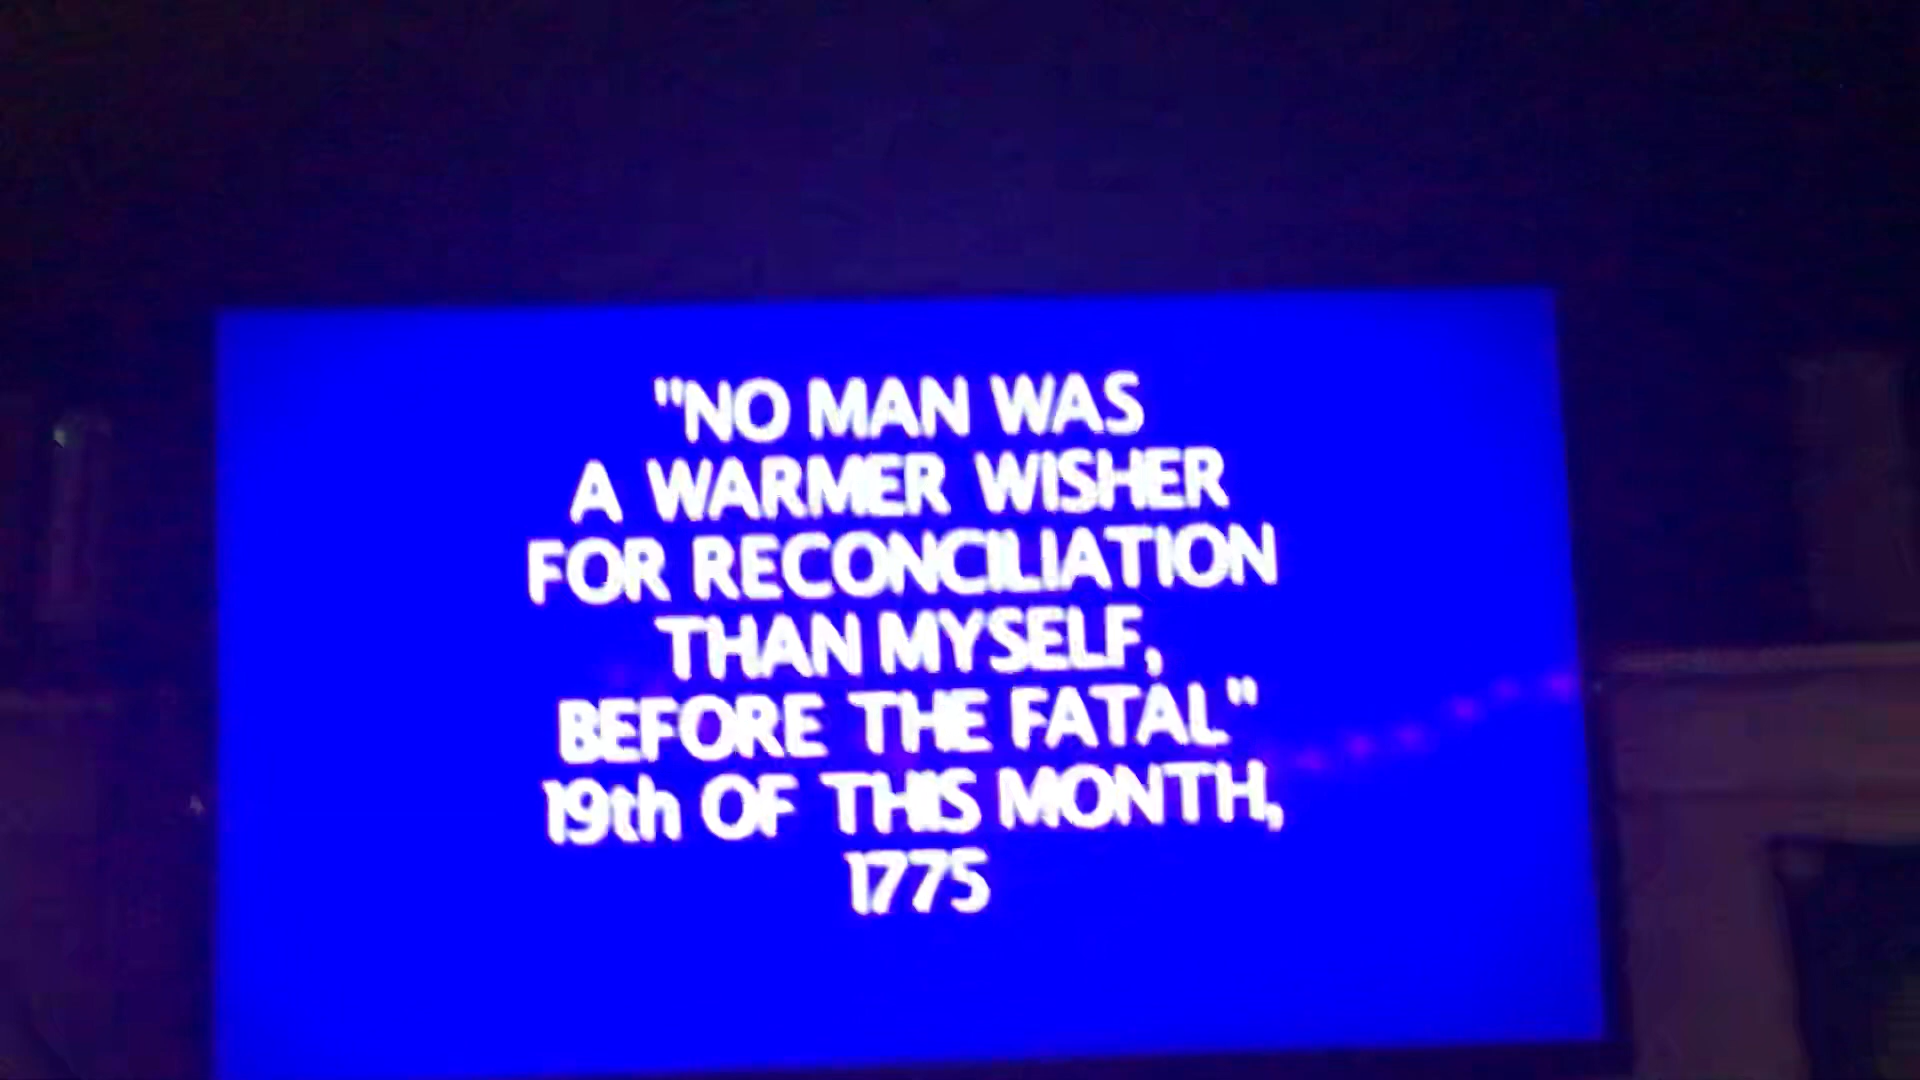 "NO MAN WAS
A WARMER WISHER
FOR RECONCILIATION
THAN MYSELF,
BEFORE THE FATAL"
19th OF THIS MONTH,
1775